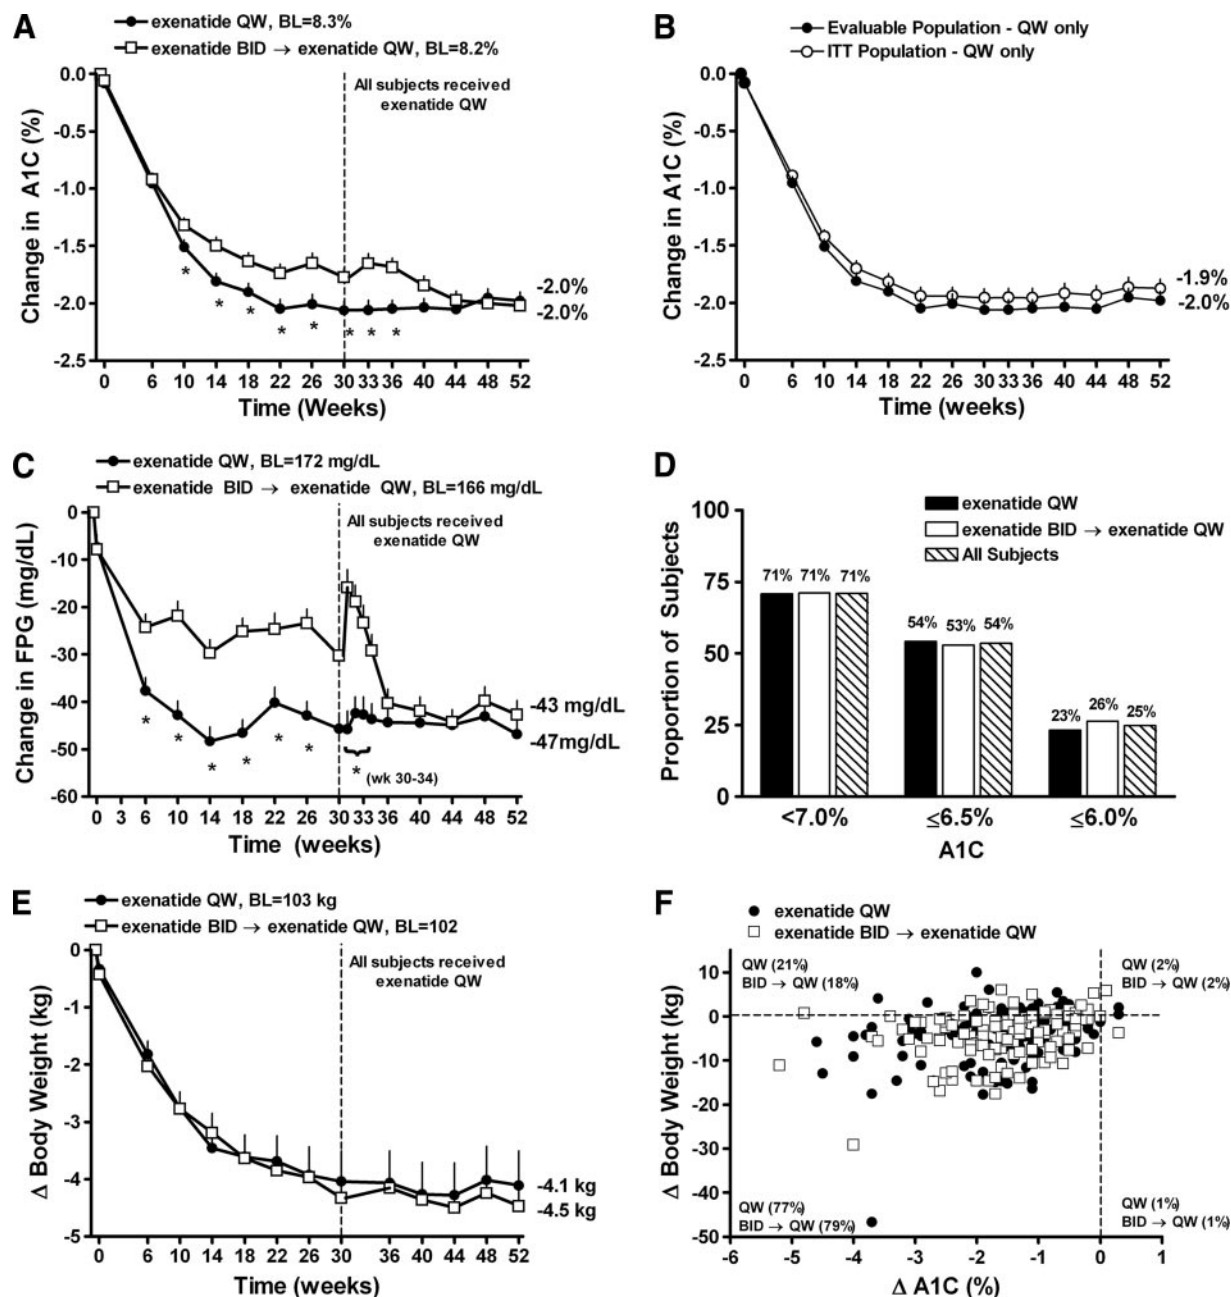 A
exenatide QW, BL=8.3%
exenatide BID → exenatide QW, BL=8.2%
All subjects received
exenatide QW
Change in A1C (%)
0.0
-0.5
-1.0
-1.5
-2.0
-2.5
-2.0%
-2.0%
* * * * * * * *
0 6 10 14 18 22 26 30 33 36 40 44 48 52
Time (Weeks)
B
Evaluable Population - QW only
ITT Population - QW only
Change in A1C (%)
0.0
-0.5
-1.0
-1.5
-2.0
-2.5
-1.9%
-2.0%
0 6 10 14 18 22 26 30 33 36 40 44 48 52
Time (weeks)
C
exenatide QW, BL=172 mg/dL
exenatide BID → exenatide QW, BL=166 mg/dL
All subjects received
exenatide QW
Change in FPG (mg/dL)
0
-10
-20
-30
-40
-50
-60
-43 mg/dL
-47mg/dL
* * * * * * * (wk 30-34)
0 3 6 10 14 18 22 26 30 33 36 40 44 48 52
Time (weeks)
D
exenatide QW
exenatide BID → exenatide QW
All Subjects
Proportion of Subjects
100
75
50
25
0
71% 71% 71%
54% 53% 54%
23% 26% 25%
<7.0% ≤6.5% ≤6.0%
A1C
E
exenatide QW, BL=103 kg
exenatide BID → exenatide QW, BL=102
All subjects received
exenatide QW
Δ Body Weight (kg)
0
-1
-2
-3
-4
-5
-4.1 kg
-4.5 kg
0 6 10 14 18 22 26 30 36 40 44 48 52
Time (weeks)
F
exenatide QW
exenatide BID → exenatide QW
Δ Body Weight (kg)
10
0
-10
-20
-30
-40
-50
QW (21%)
BID → QW (18%)
QW (2%)
BID → QW (2%)
QW (77%)
BID → QW (79%)
QW (1%)
BID → QW (1%)
-6 -5 -4 -3 -2 -1 0 1
Δ A1C (%)